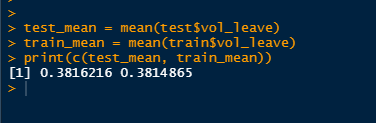 >
>
> test_mean = mean(test$vol_leave)
> train_mean = mean(train$vol_leave)
> print(c(test_mean, train_mean))
[1] 0.3816216 0.3814865
>